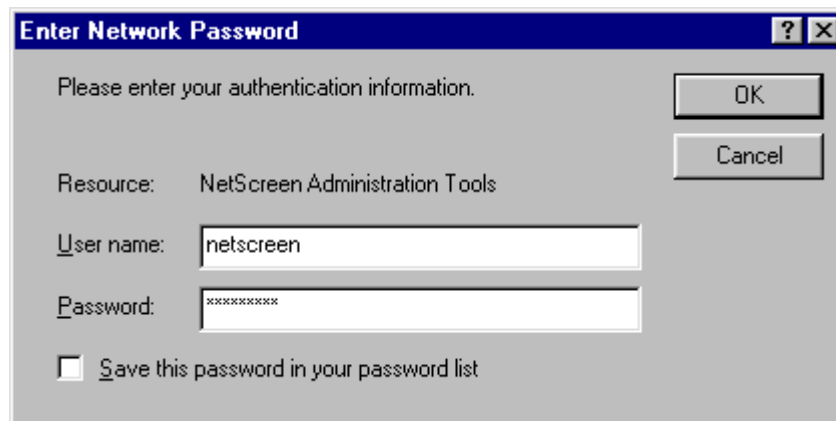 Enter Network Password
Please enter your authentication information.
OK
Cancel
Resource: NetScreen Administration Tools
User name: netscreen
Password: *********
Save this password in your password list